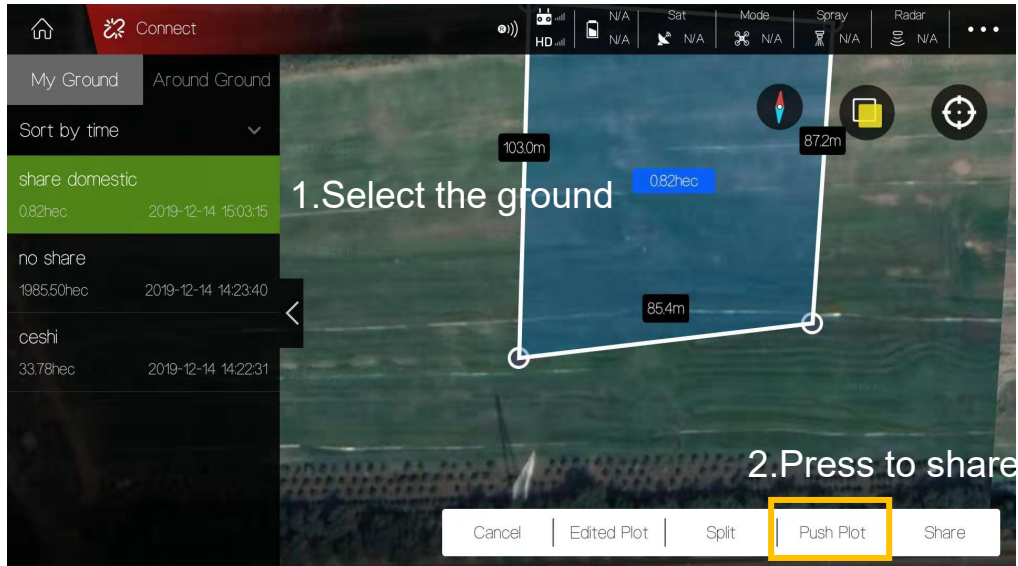 Connect
HD
N/A
N/A
Sat
N/A
Mode
N/A
Spray
N/A
Radar
N/A
My Ground
Around Ground
Sort by time
share domestic
0.82hec
2019-12-14 15:03:15
no share
1985.50hec
2019-12-14 14:23:40
ceshi
33.78hec
2019-12-14 14:22:31
103.0m
87.2m
0.82hec
1.Select the ground
85.4m
2.Press to share
Cancel
Edited Plot
Split
Push Plot
Share